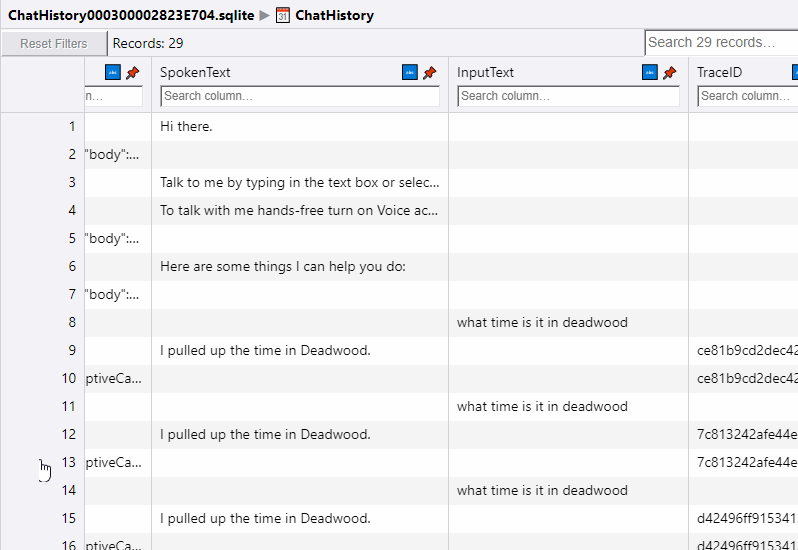 ChatHistory000300002823E704.sqlite ▶ 31 ChatHistory
Reset Filters Records: 29 Search 29 records…
abc SpokenText abc InputText abc TraceID
n… Search column… Search column… Search column…
1 Hi there.
2 "body":...
3 Talk to me by typing in the text box or selec...
4 To talk with me hands-free turn on Voice ac...
5 "body":...
6 Here are some things I can help you do:
7 "body":...
8 what time is it in deadwood
9 I pulled up the time in Deadwood. ce81b9cd2dec42
10 ptiveCa... ce81b9cd2dec42
11 what time is it in deadwood
12 I pulled up the time in Deadwood. 7c813242afe44e
13 ptiveCa... 7c813242afe44e
14 what time is it in deadwood
15 I pulled up the time in Deadwood. d42496ff915341
16 ptiveCa... d42496ff915341